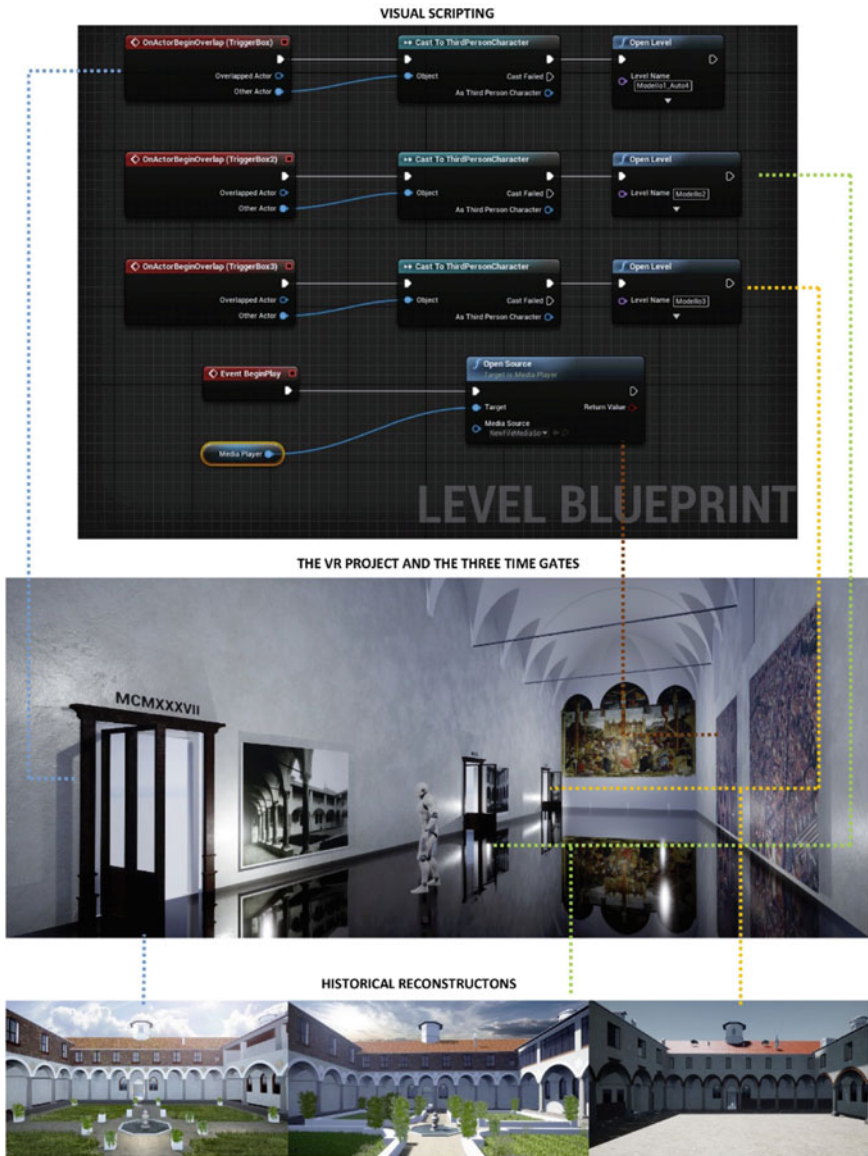 VISUAL SCRIPTING
OnActorBeginOverlap (TriggerBox)
Overlapped Actor
Other Actor
Cast To ThirdPersonCharacter
Object
Cast Failed
As Third Person Character
Open Level
Level Name
Modello1_Auto4
OnActorBeginOverlap (TriggerBox2)
Overlapped Actor
Other Actor
Cast To ThirdPersonCharacter
Object
Cast Failed
As Third Person Character
Open Level
Level Name Modello2
OnActorBeginOverlap (TriggerBox3)
Overlapped Actor
Other Actor
Cast To ThirdPersonCharacter
Object
Cast Failed
As Third Person Character
Open Level
Level Name Modello3
Event BeginPlay
Media Player
Open Source
Target is Media Player
Target
Return Value
Media Source
NewFileMediaSo
LEVEL BLUEPRINT
THE VR PROJECT AND THE THREE TIME GATES
MCMXXXVII
HISTORICAL RECONSTRUCTONS